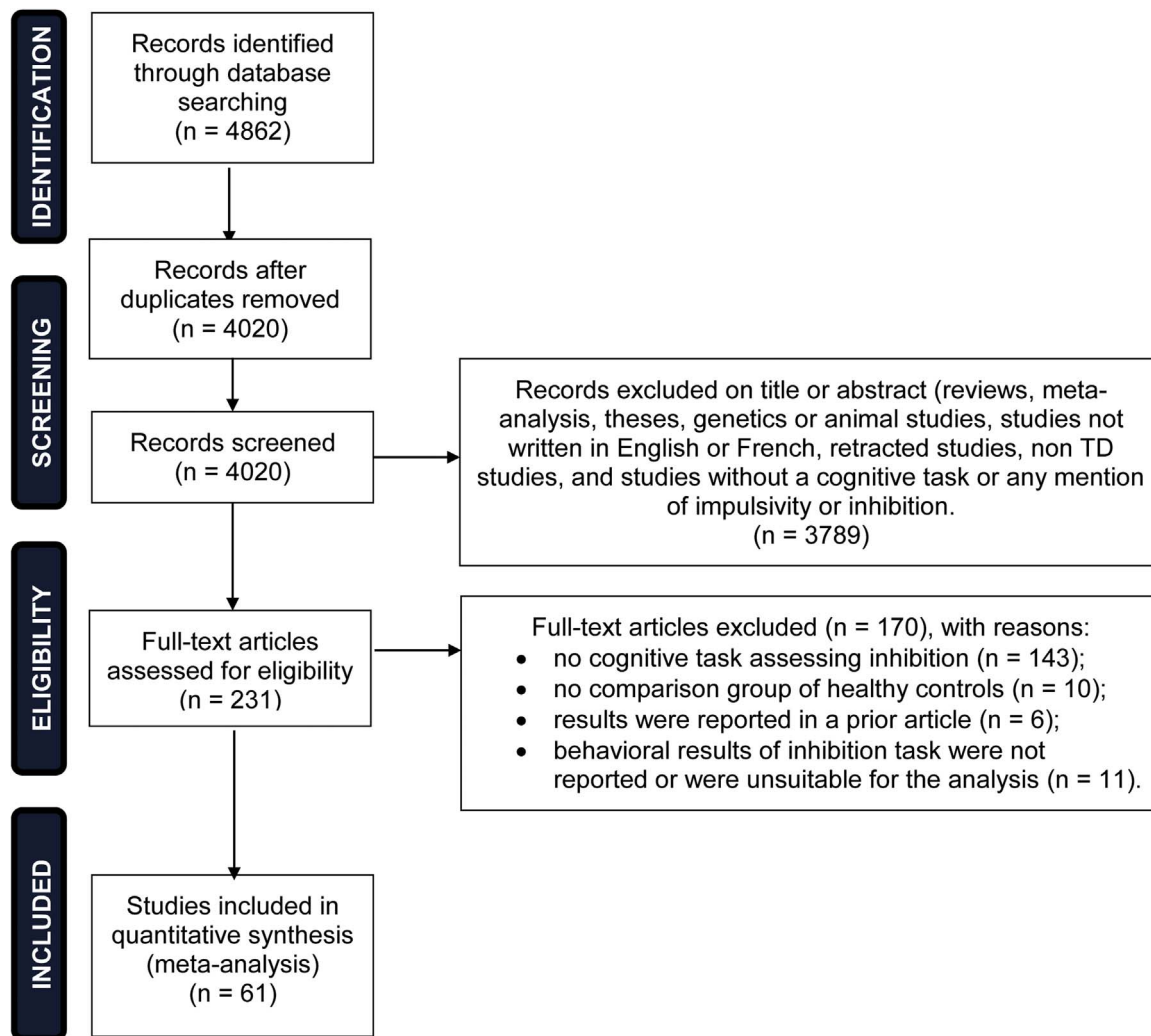 IDENTIFICATION
Records identified
through database
searching
(n = 4862)
SCREENING
Records after
duplicates removed
(n = 4020)
Records screened
(n = 4020)
Records excluded on title or abstract (reviews, meta-
analysis, theses, genetics or animal studies, studies not
written in English or French, retracted studies, non TD
studies, and studies without a cognitive task or any mention
of impulsivity or inhibition.
(n = 3789)
ELIGIBILITY
Full-text articles
assessed for eligibility
(n = 231)
Full-text articles excluded (n = 170), with reasons:
• no cognitive task assessing inhibition (n = 143);
• no comparison group of healthy controls (n = 10);
• results were reported in a prior article (n = 6);
• behavioral results of inhibition task were not
reported or were unsuitable for the analysis (n = 11).
INCLUDED
Studies included in
quantitative synthesis
(meta-analysis)
(n = 61)